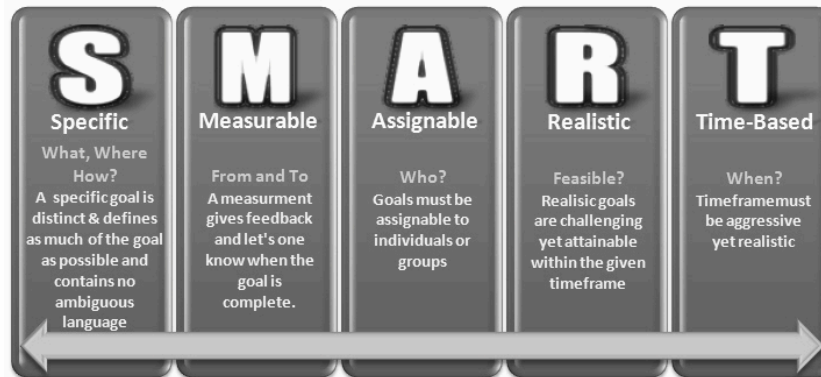 S
Specific
What, Where
How?
A specific goal is
distinct & defines
as much of the goal
as possible and
contains no
ambiguous
language
M
Measurable
From and To
A measurment
gives feedback
and let's one
know when the
goal is
complete.
A
Assignable
Who?
Goals must be
assignable to
individuals or
groups
R
Realistic
Feasible?
Realisic goals
are challenging
yet attainable
within the given
timeframe
T
Time-Based
When?
Timeframemust
be aggressive
yet realistic